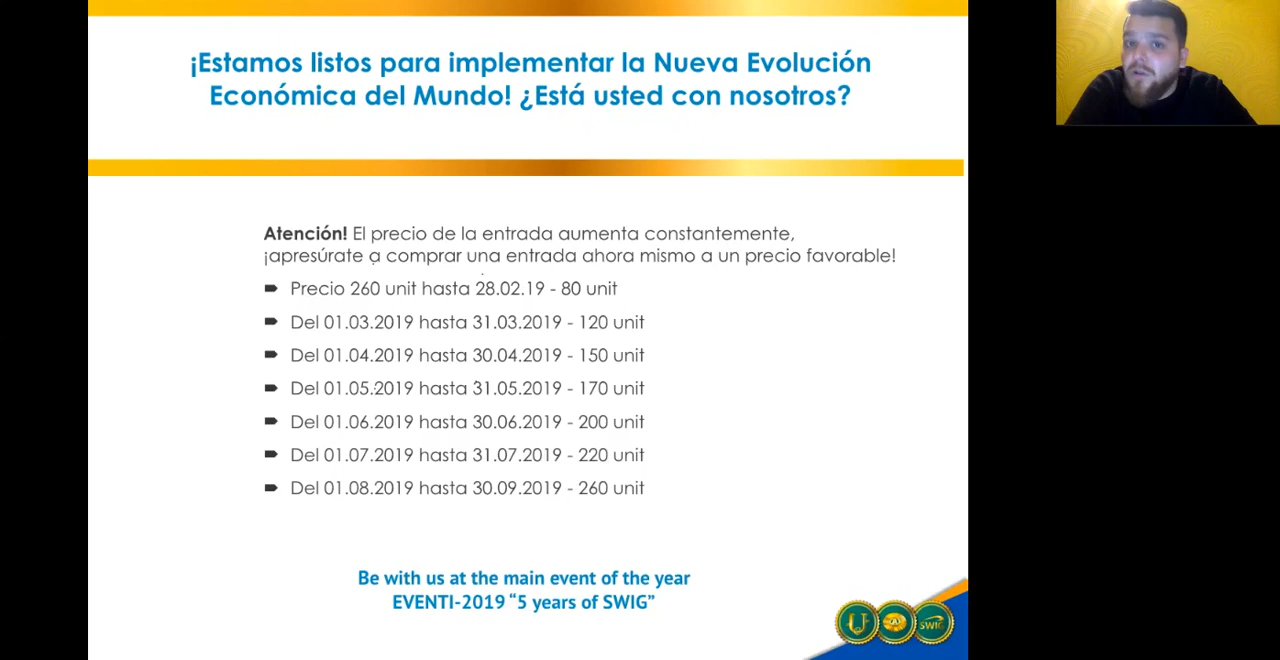 ¡Estamos listos para implementar la Nueva Evolución
Económica del Mundo! ¿Está usted con nosotros?
Atención! El precio de la entrada aumenta constantemente,
¡apresúrate a comprar una entrada ahora mismo a un precio favorable!
Precio 260 unit hasta 28.02.19 - 80 unit
Del 01.03.2019 hasta 31.03.2019 - 120 unit
Del 01.04.2019 hasta 30.04.2019 - 150 unit
Del 01.05.2019 hasta 31.05.2019 - 170 unit
Del 01.06.2019 hasta 30.06.2019 - 200 unit
Del 01.07.2019 hasta 31.07.2019 - 220 unit
Del 01.08.2019 hasta 30.09.2019 - 260 unit
Be with us at the main event of the year
EVENTI-2019 “5 years of SWIG”
SWIG